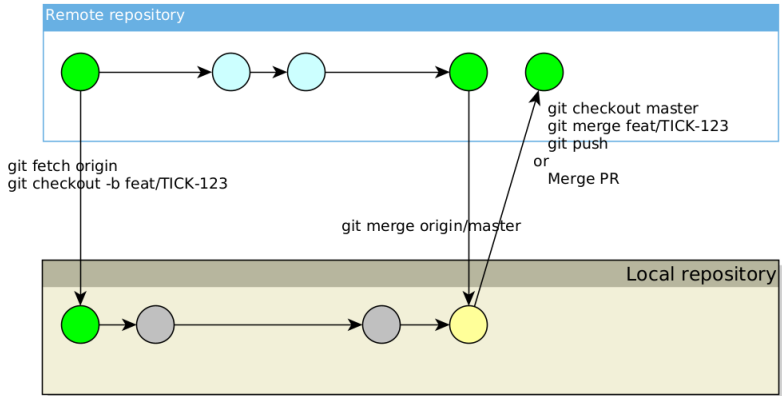 Remote repository
git checkout master
git merge feat/TICK-123
git push
or
Merge PR
git fetch origin
git checkout -b feat/TICK-123
git merge origin/master
Local repository